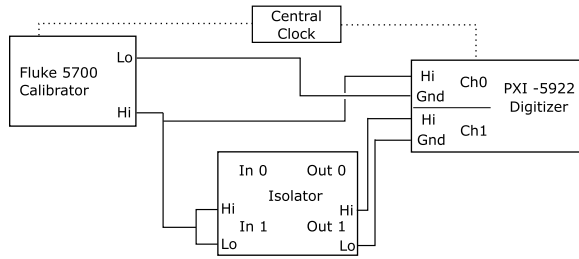 Central
Clock
Fluke 5700
Calibrator
Lo
Hi
Hi
Gnd
Ch0
Hi
Gnd
Ch1
PXI -5922
Digitizer
In 0
Out 0
Isolator
Hi
In 1
Lo
Hi
Out 1
Lo